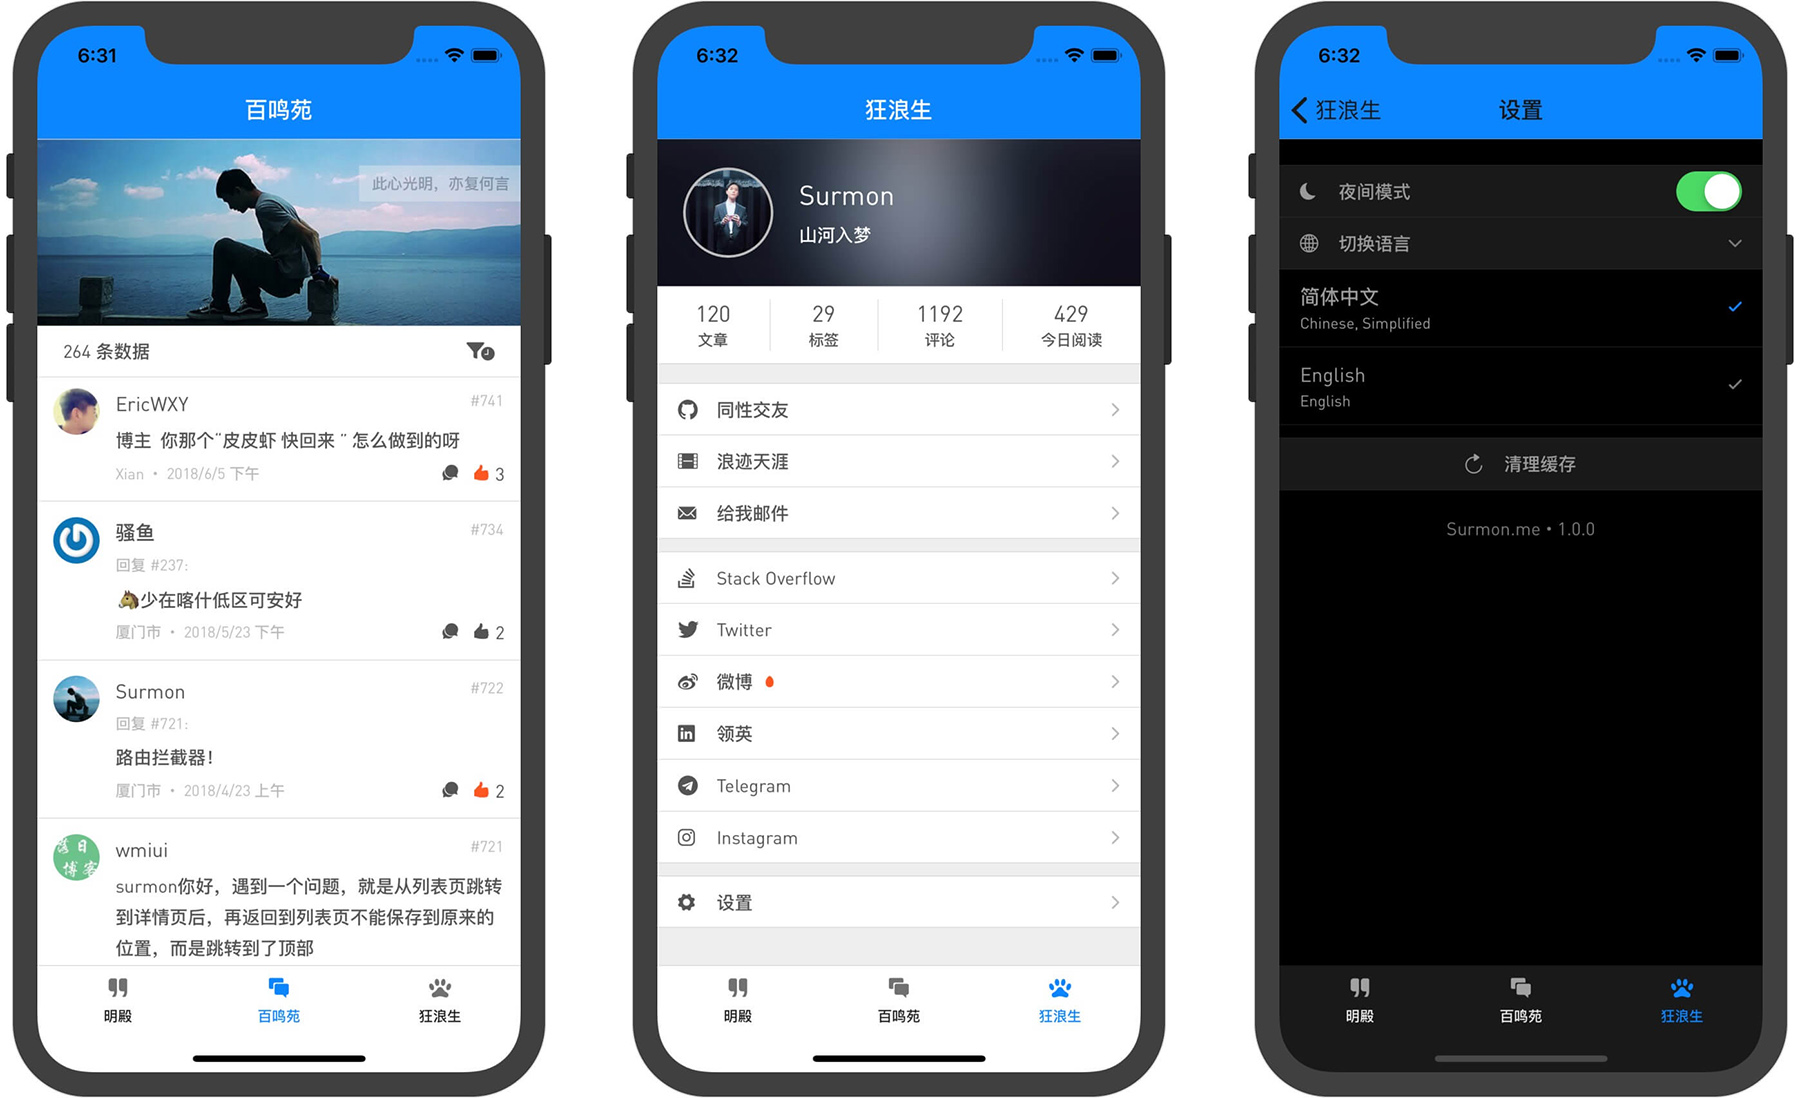 6:31
百鸣苑
此心光明，亦复何言
264 条数据
EricWXY
#741
博主 你那个"皮皮虾 快回来 " 怎么做到的呀
Xian • 2018/6/5 下午
3
骚鱼
#734
回复 #237:
🐴少在喀什低区可安好
厦门市 • 2018/5/23 下午
2
Surmon
#722
回复 #721:
路由拦截器！
厦门市 • 2018/4/23 上午
2
落日
博客
wmiui
#721
surmon你好，遇到一个问题，就是从列表页跳转
到详情页后，再返回到列表页不能保存到原来的
位置，而是跳转到了顶部
明殿
百鸣苑
狂浪生
6:32
狂浪生
Surmon
山河入梦
120
29
1192
429
文章
标签
评论
今日阅读
同性交友
浪迹天涯
给我邮件
Stack Overflow
Twitter
微博
领英
Telegram
Instagram
设置
明殿
百鸣苑
狂浪生
6:32
狂浪生
设置
夜间模式
切换语言
简体中文
Chinese, Simplified
English
English
清理缓存
Surmon.me • 1.0.0
明殿
百鸣苑
狂浪生